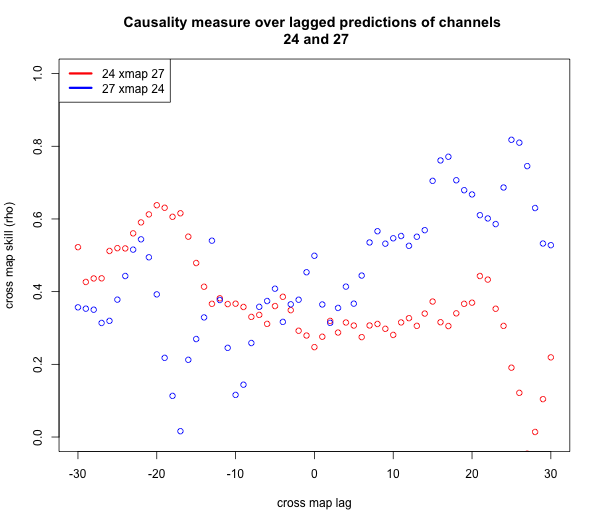 Causality measure over lagged predictions of channels
24 and 27
24 xmap 27
27 xmap 24
cross map skill (rho)
1.0
0.8
0.6
0.4
0.2
0.0
-30 -20 -10 0 10 20 30
cross map lag